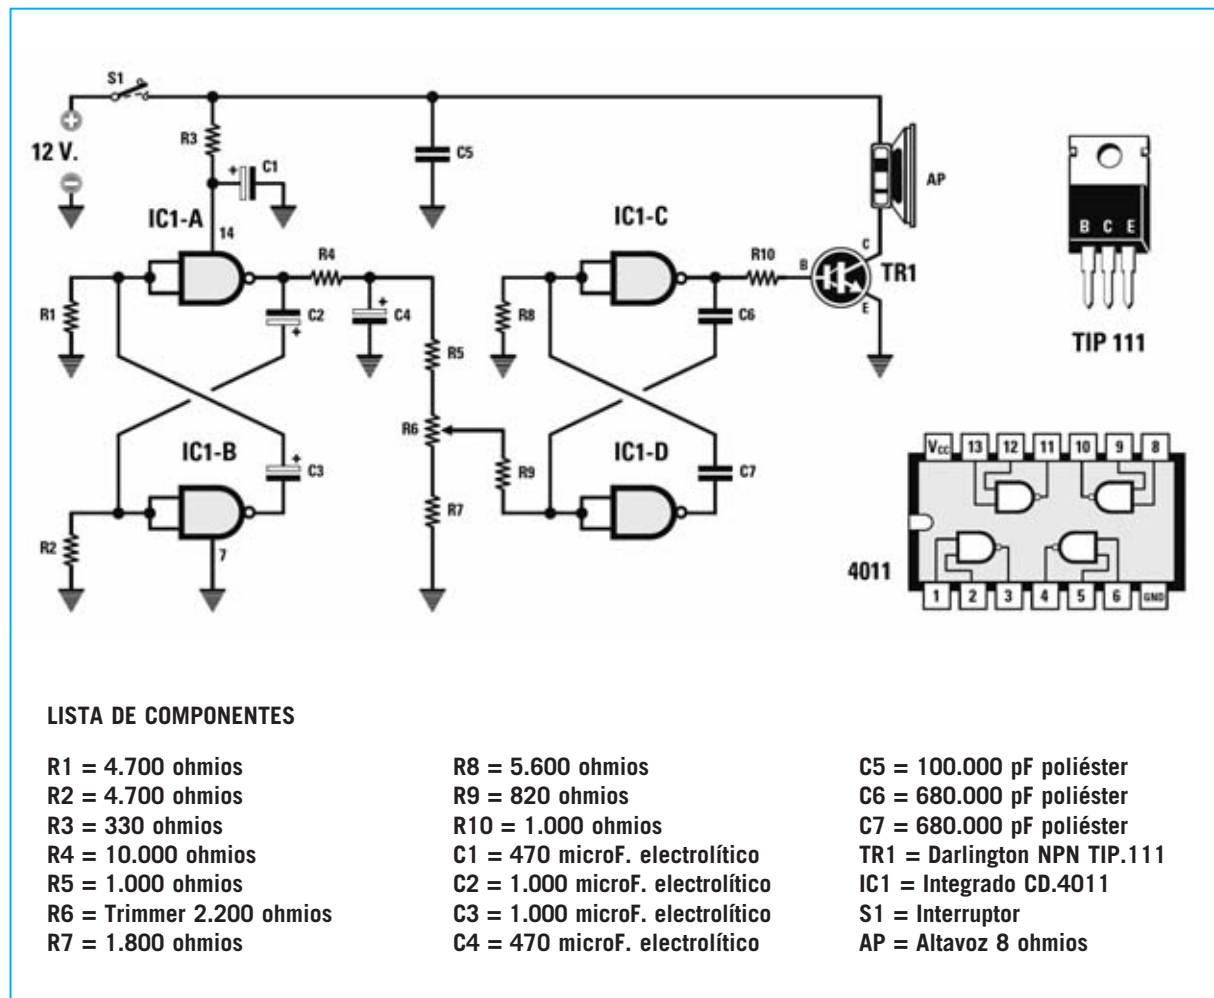 S1
12 V.
R3
C1
C5
AP
IC1-A
14
R4
IC1-C
R10
B
C
E
TR1
R1
C2
C4
R8
C6
R5
IC1-B
R6
IC1-D
C3
R9
C7
R7
R2
7
B C E
TIP 111
Vcc 13 12 11 10 9 8
4011
1 2 3 4 5 6 GND
LISTA DE COMPONENTES
R1 = 4.700 ohmios
R2 = 4.700 ohmios
R3 = 330 ohmios
R4 = 10.000 ohmios
R5 = 1.000 ohmios
R6 = Trimmer 2.200 ohmios
R7 = 1.800 ohmios
R8 = 5.600 ohmios
R9 = 820 ohmios
R10 = 1.000 ohmios
C1 = 470 microF. electrolítico
C2 = 1.000 microF. electrolítico
C3 = 1.000 microF. electrolítico
C4 = 470 microF. electrolítico
C5 = 100.000 pF poliéster
C6 = 680.000 pF poliéster
C7 = 680.000 pF poliéster
TR1 = Darlington NPN TIP.111
IC1 = Integrado CD.4011
S1 = Interruptor
AP = Altavoz 8 ohmios